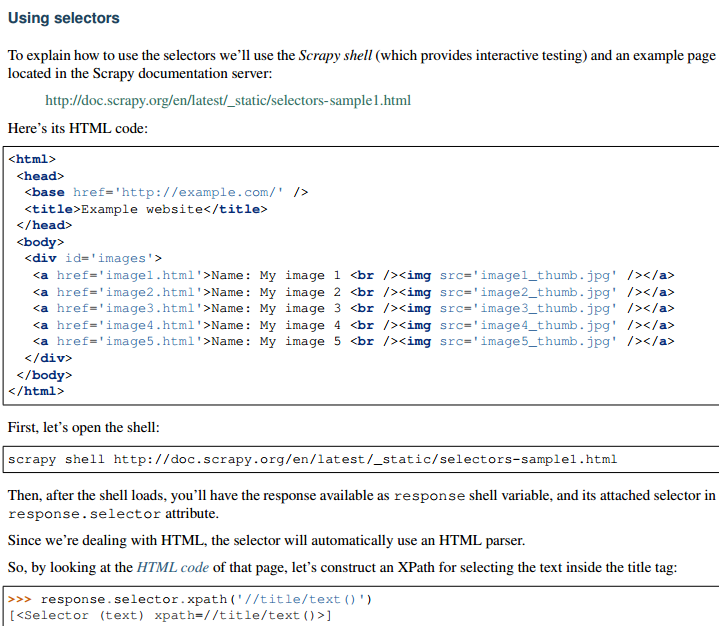 Using selectors
To explain how to use the selectors we'll use the Scrapy shell (which provides interactive testing) and an example page
located in the Scrapy documentation server:
http://doc.scrapy.org/en/latest/_static/selectors-sample1.html
Here's its HTML code:
<html>
<head>
<base href='http://example.com/' />
<title>Example website</title>
</head>
<body>
<div id='images'>
<a href='image1.html'>Name: My image 1 <br /><img src='image1_thumb.jpg' /></a>
<a href='image2.html'>Name: My image 2 <br /><img src='image2_thumb.jpg' /></a>
<a href='image3.html'>Name: My image 3 <br /><img src='image3_thumb.jpg' /></a>
<a href='image4.html'>Name: My image 4 <br /><img src='image4_thumb.jpg' /></a>
<a href='image5.html'>Name: My image 5 <br /><img src='image5_thumb.jpg' /></a>
</div>
</body>
</html>
First, let's open the shell:
scrapy shell http://doc.scrapy.org/en/latest/_static/selectors-sample1.html
Then, after the shell loads, you'll have the response available as response shell variable, and its attached selector in
response.selector attribute.
Since we're dealing with HTML, the selector will automatically use an HTML parser.
So, by looking at the HTML code of that page, let's construct an XPath for selecting the text inside the title tag:
>>> response.selector.xpath('//title/text()')
[<Selector (text) xpath=//title/text()>]